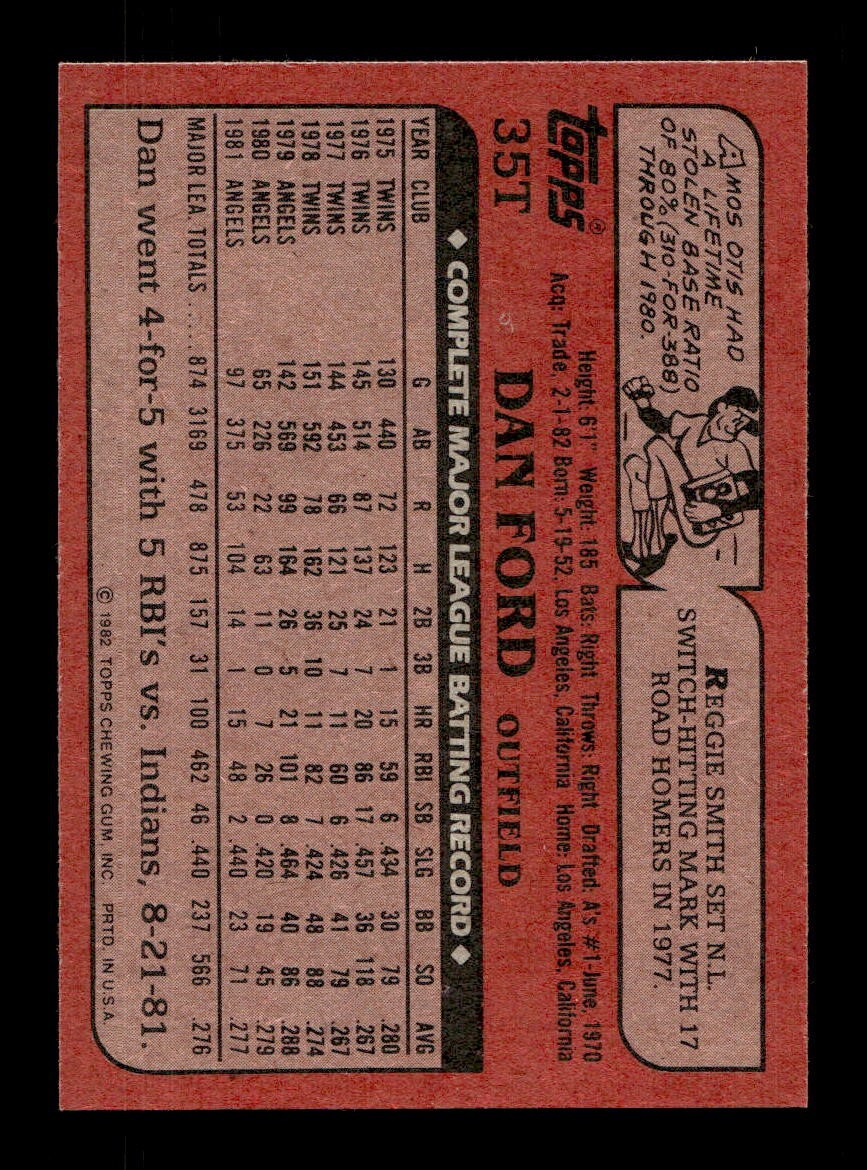 AMOS OTIS HAD
A LIFETIME
STOLEN BASE RATIO
OF 80% (310-FOR-388)
THROUGH 1980.
REGGIE SMITH SET N.L.
SWITCH-HITTING MARK WITH 17
ROAD HOMERS IN 1977.
topps®
35T DAN FORD OUTFIELD
Height: 6'1" Weight: 185 Bats: Right Throws: Right Drafted: A's #1-June, 1970
Acq: Trade, 2-1-82 Born: 5-19-52, Los Angeles, California Home: Los Angeles, California
◆ COMPLETE MAJOR LEAGUE BATTING RECORD ◆
YEAR CLUB G AB R H 2B 3B HR RBI SB SLG BB SO AVG
1975 TWINS 130 440 72 123 21 1 15 59 6 .434 30 79 .280
1976 TWINS 145 514 87 137 24 7 20 86 17 .457 36 118 .267
1977 TWINS 144 453 66 121 25 7 11 60 6 .426 41 79 .267
1978 TWINS 151 592 78 162 36 10 11 82 7 .424 48 88 .274
1979 ANGELS 142 569 99 164 26 5 21 101 8 .464 40 86 .288
1980 ANGELS 65 226 22 63 11 0 7 26 0 .420 19 45 .279
1981 ANGELS 97 375 53 104 14 1 15 48 2 .440 23 71 .277
MAJOR LEA. TOTALS ..... 874 3169 478 875 157 31 100 462 46 .440 237 566 .276
Dan went 4-for-5 with 5 RBI's vs. Indians, 8-21-81.
© 1982 TOPPS CHEWING GUM, INC. PRTD. IN U.S.A.